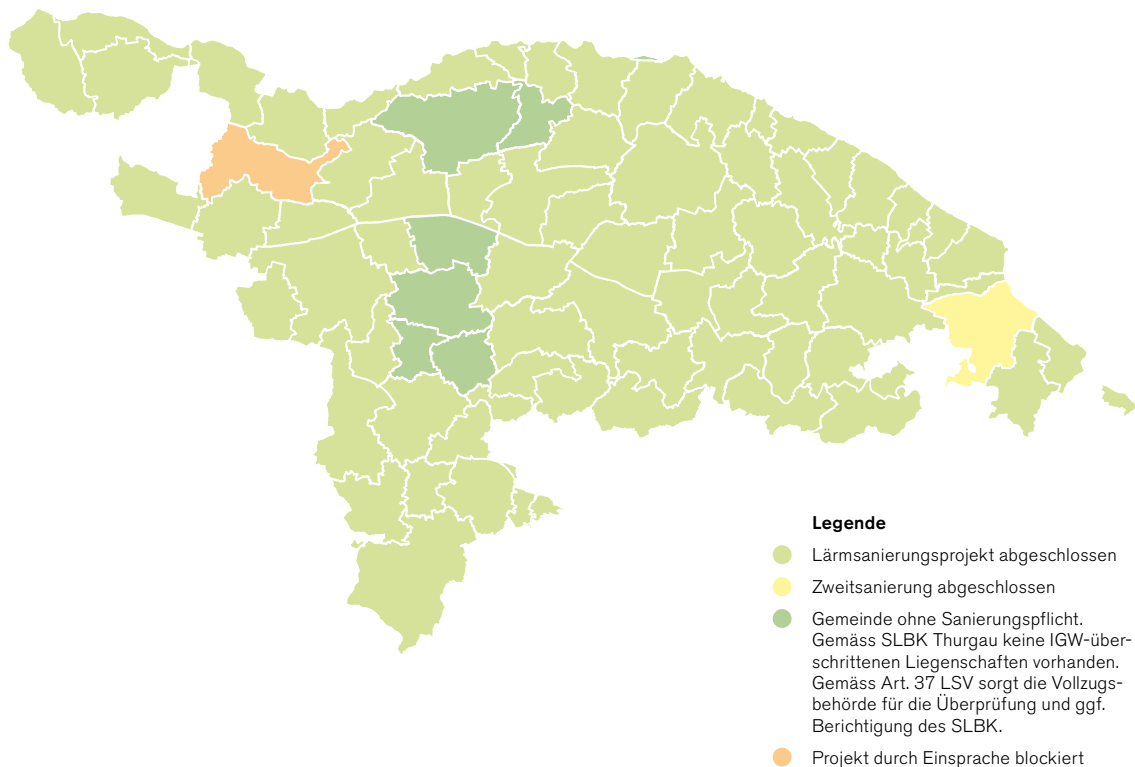 Legende
Lärmsanierungsprojekt abgeschlossen
Zweitsanierung abgeschlossen
Gemeinde ohne Sanierungspflicht.
Gemäss SLBK Thurgau keine IGW-über-
schrittenen Liegenschaften vorhanden.
Gemäss Art. 37 LSV sorgt die Vollzugs-
behörde für die Überprüfung und ggf.
Berichtigung des SLBK.
Projekt durch Einsprache blockiert